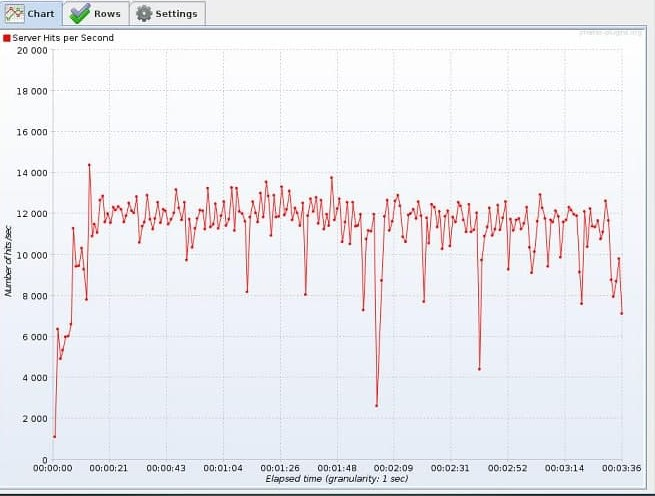 Chart Rows Settings
Server Hits per Second
jmeter-plugins.org
20 000
18 000
16 000
14 000
12 000
10 000
8 000
6 000
4 000
2 000
0
Number of hits /sec
00:00:00 00:00:21 00:00:43 00:01:04 00:01:26 00:01:48 00:02:09 00:02:31 00:02:52 00:03:14 00:03:36
Elapsed time (granularity: 1 sec)